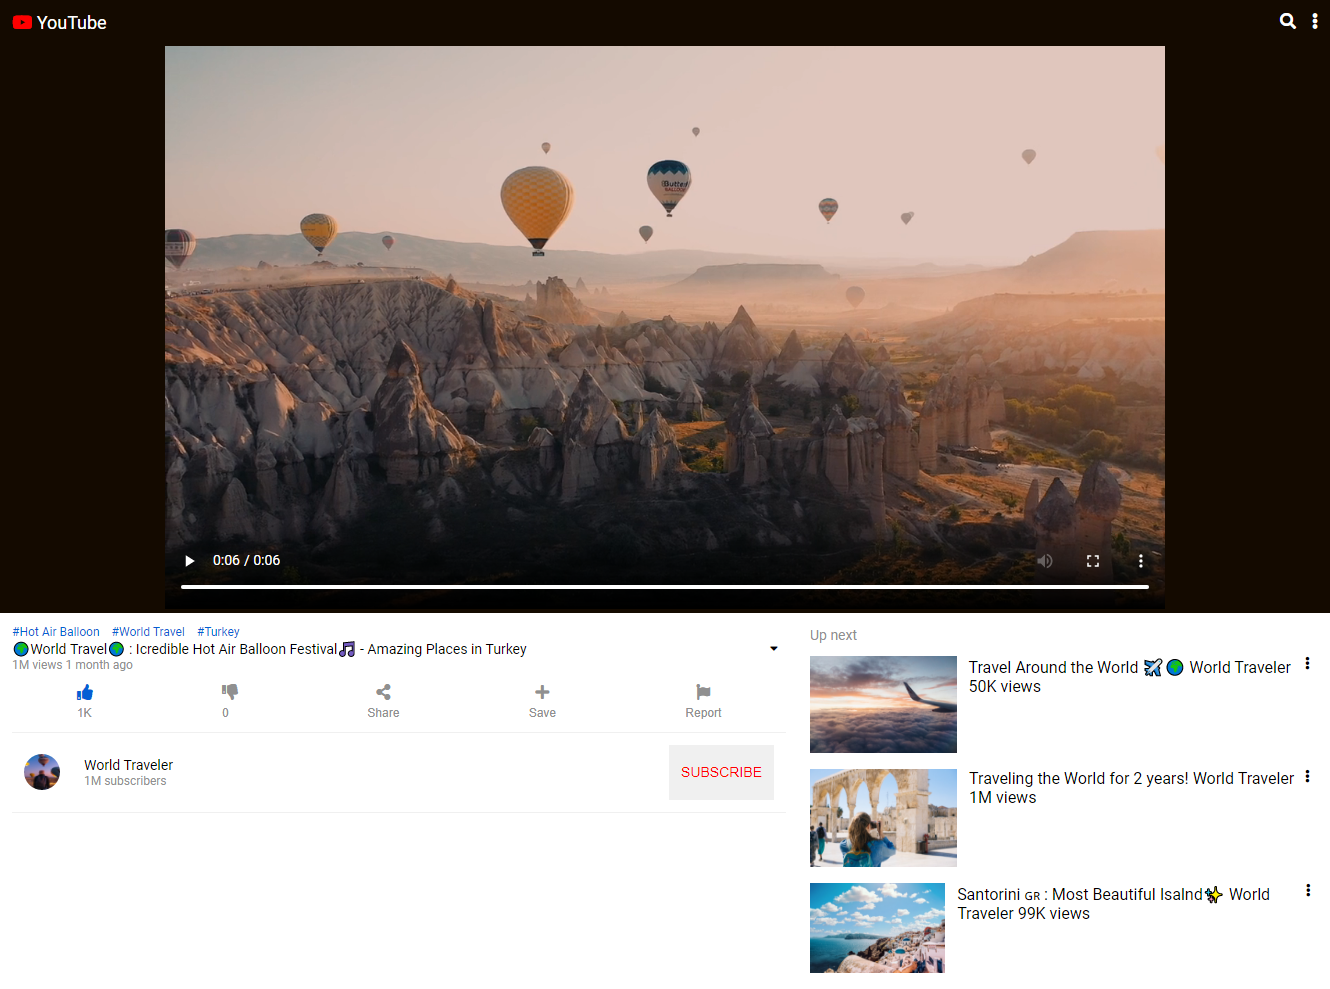 YouTube
Butterfly
BALLOONS
0:06 / 0:06
#Hot Air Balloon #World Travel #Turkey
🌍World Travel🌍 : Icredible Hot Air Balloon Festival🎵 - Amazing Places in Turkey
1M views 1 month ago
1K
0
Share
Save
Report
World Traveler
1M subscribers
SUBSCRIBE
Up next
Travel Around the World ✈️🌍 World Traveler
50K views
Traveling the World for 2 years! World Traveler
1M views
Santorini GR : Most Beautiful Isalnd✨ World
Traveler 99K views